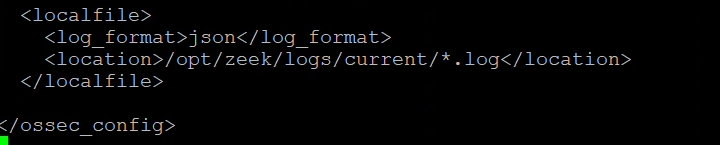 <localfile>
<log_format>json</log_format>
<location>/opt/zeek/logs/current/*.log</location>
</localfile>
</ossec_config>